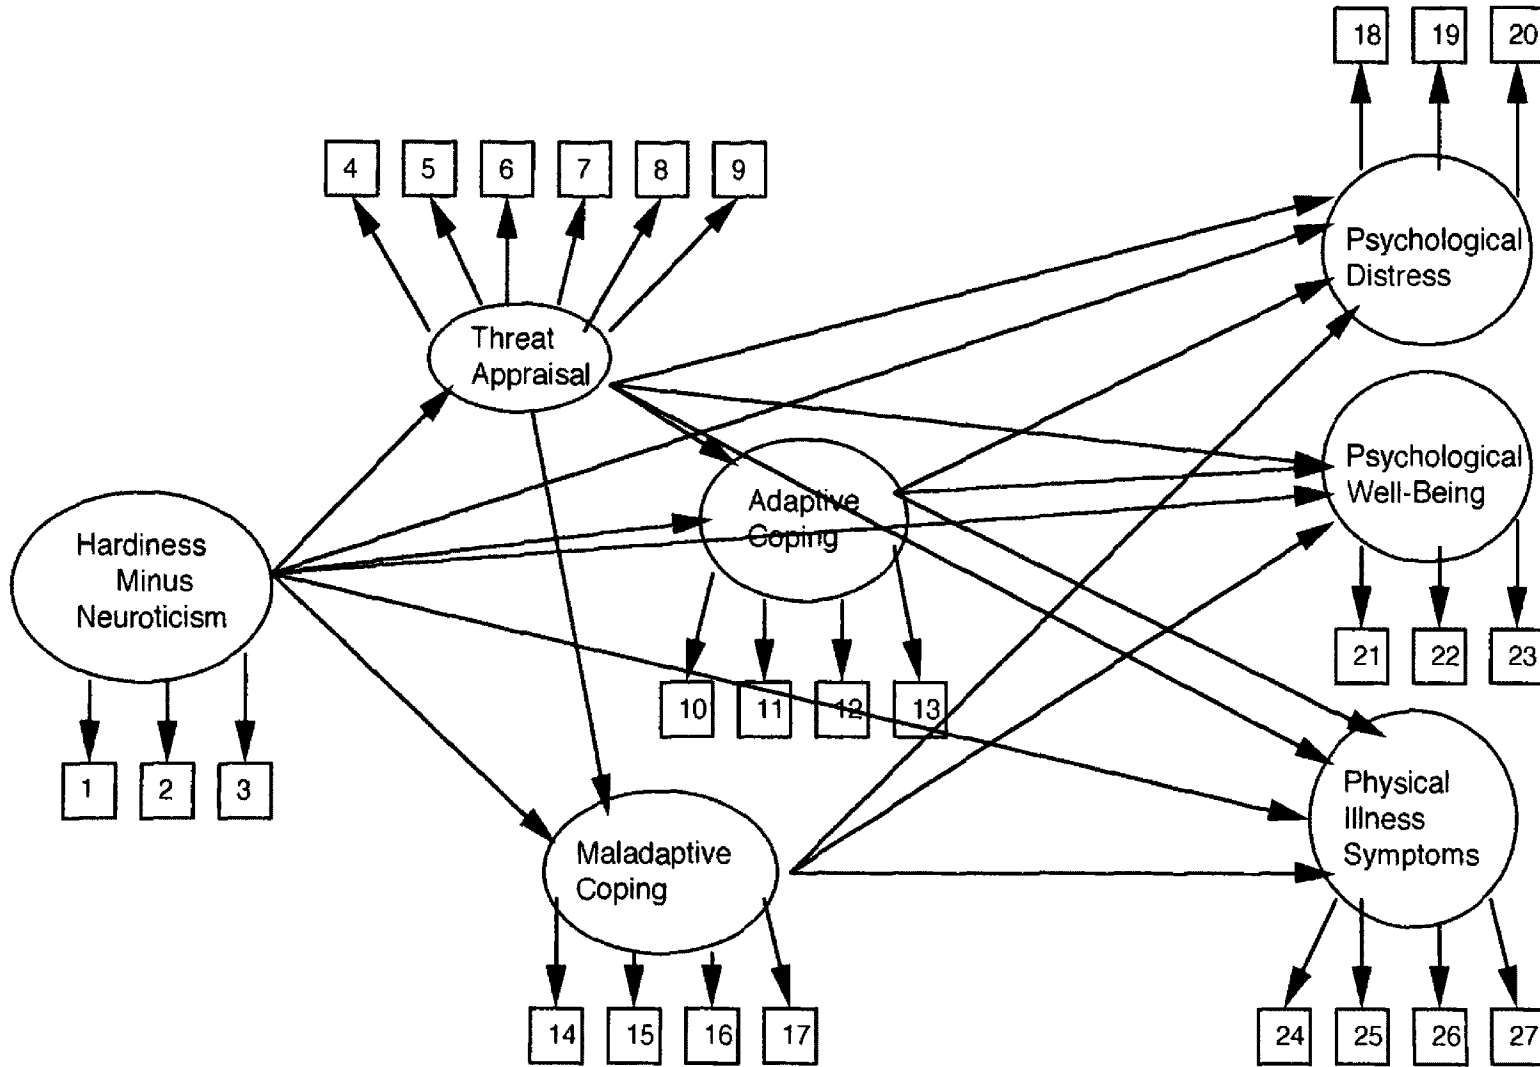 18 19 20
4 5 6 7 8 9
Psychological
Distress
Threat
Appraisal
Psychological
Well-Being
Adaptive
Coping
Hardiness
Minus
Neuroticism
21 22 23
10 11 12 13
1 2 3
Physical
Illness
Symptoms
Maladaptive
Coping
14 15 16 17
24 25 26 27